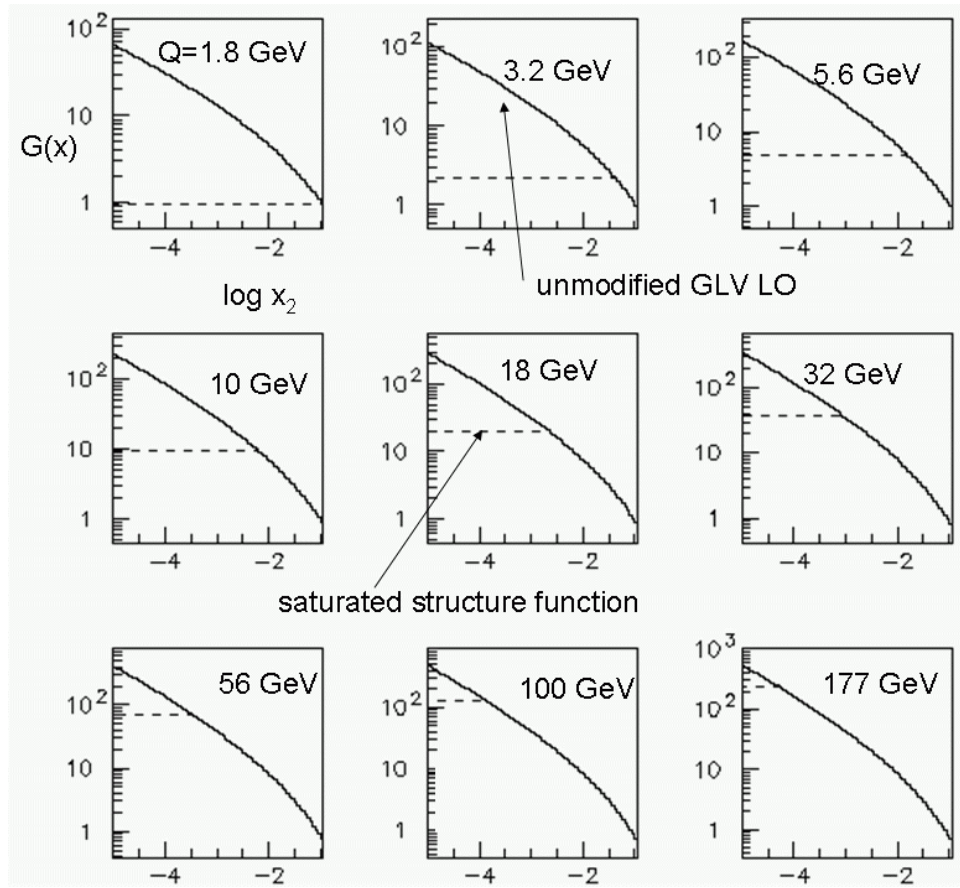 10²
10
1
Q=1.8 GeV
G(x)
−4 −2
10²
10
1
3.2 GeV
−4 −2
10²
10
1
5.6 GeV
−4 −2
log x₂
unmodified GLV LO
10²
10
1
10 GeV
−4 −2
10²
10
1
18 GeV
−4 −2
10²
10
1
32 GeV
−4 −2
saturated structure function
10²
10
1
56 GeV
−4 −2
10²
10
1
100 GeV
−4 −2
10³
10²
10
1
177 GeV
−4 −2